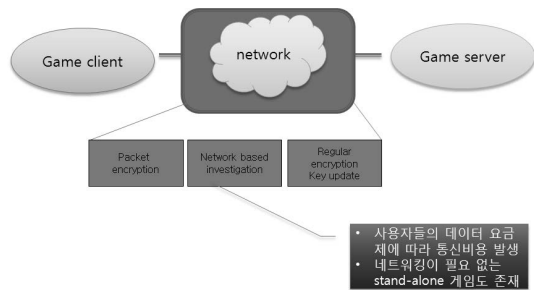 Game client
network
Game server
Packet
encryption
Network based
investigation
Regular
encryption
Key update
• 사용자들의 데이터 요금
제에 따라 통신비용 발생
• 네트워킹이 필요 없는
stand-alone 게임도 존재